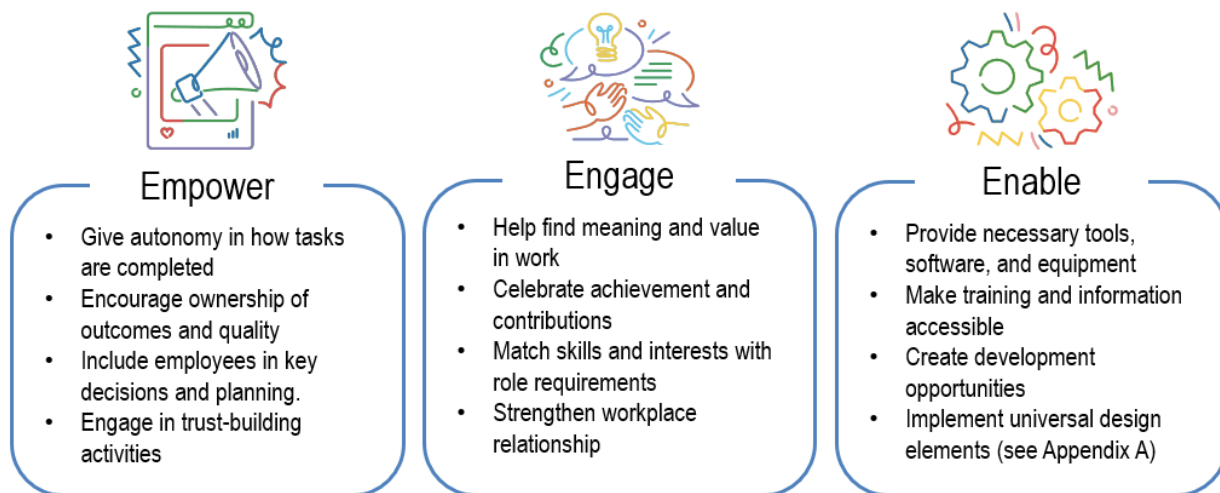 Empower
• Give autonomy in how tasks
are completed
• Encourage ownership of
outcomes and quality
• Include employees in key
decisions and planning.
• Engage in trust-building
activities
Engage
• Help find meaning and value
in work
• Celebrate achievement and
contributions
• Match skills and interests with
role requirements
• Strengthen workplace
relationship
Enable
• Provide necessary tools,
software, and equipment
• Make training and information
accessible
• Create development
opportunities
• Implement universal design
elements (see Appendix A)